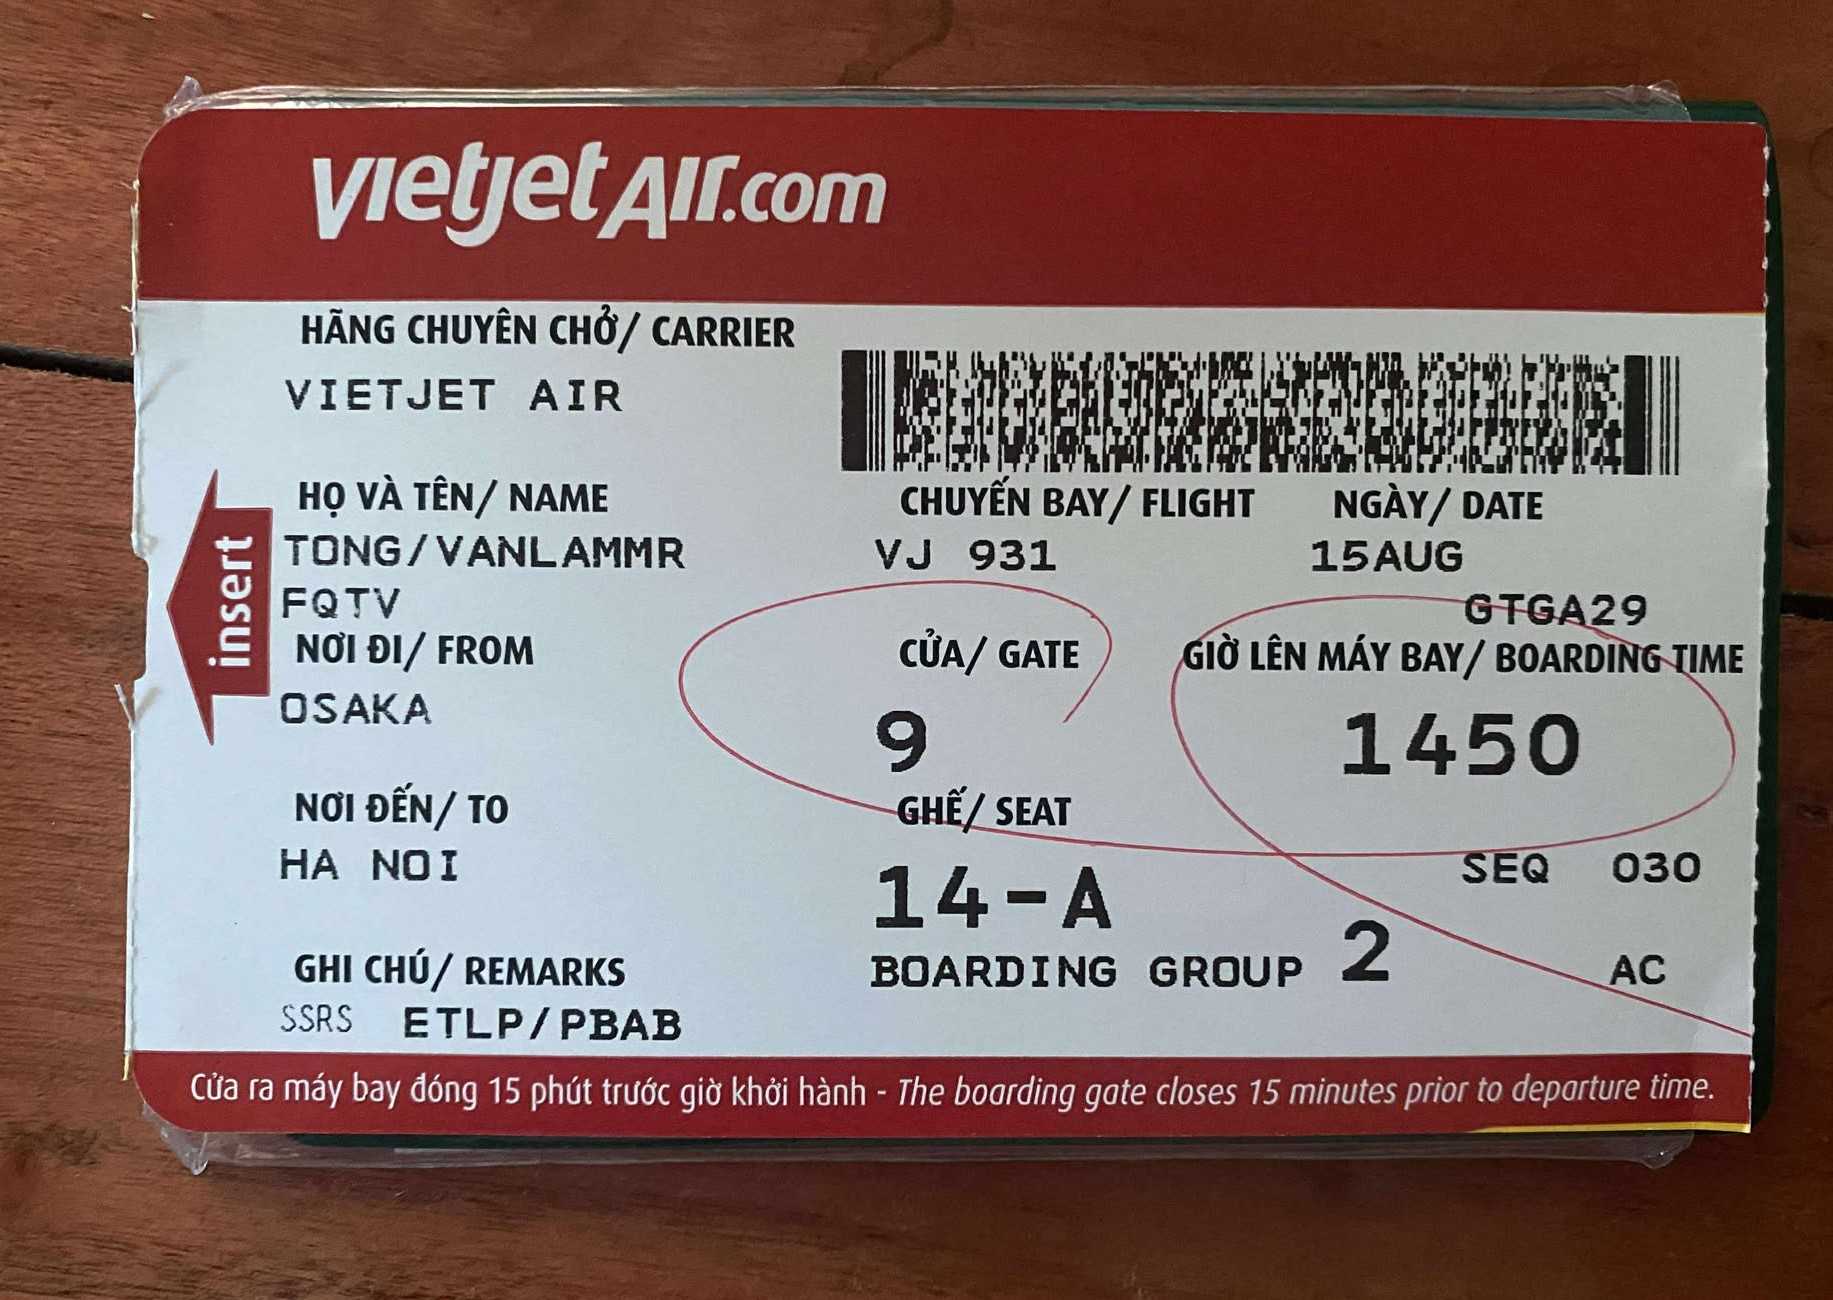 vietjetAir.com
HÃNG CHUYÊN CHỞ/ CARRIER
VIETJET AIR
HỌ VÀ TÊN/ NAME
TONG/VANLAMMR
FQTV
CHUYẾN BAY/ FLIGHT
VJ 931
NGÀY/ DATE
15AUG
GTGA29
insert
NƠI ĐI/ FROM
OSAKA
CỬA/ GATE
9
GIỜ LÊN MÁY BAY/ BOARDING TIME
1450
NƠI ĐẾN/ TO
HA NOI
GHẾ/ SEAT
14-A
SEQ 030
BOARDING GROUP 2
AC
GHI CHÚ/ REMARKS
SSRS ETLP/PBAB
Cửa ra máy bay đóng 15 phút trước giờ khởi hành - The boarding gate closes 15 minutes prior to departure time.